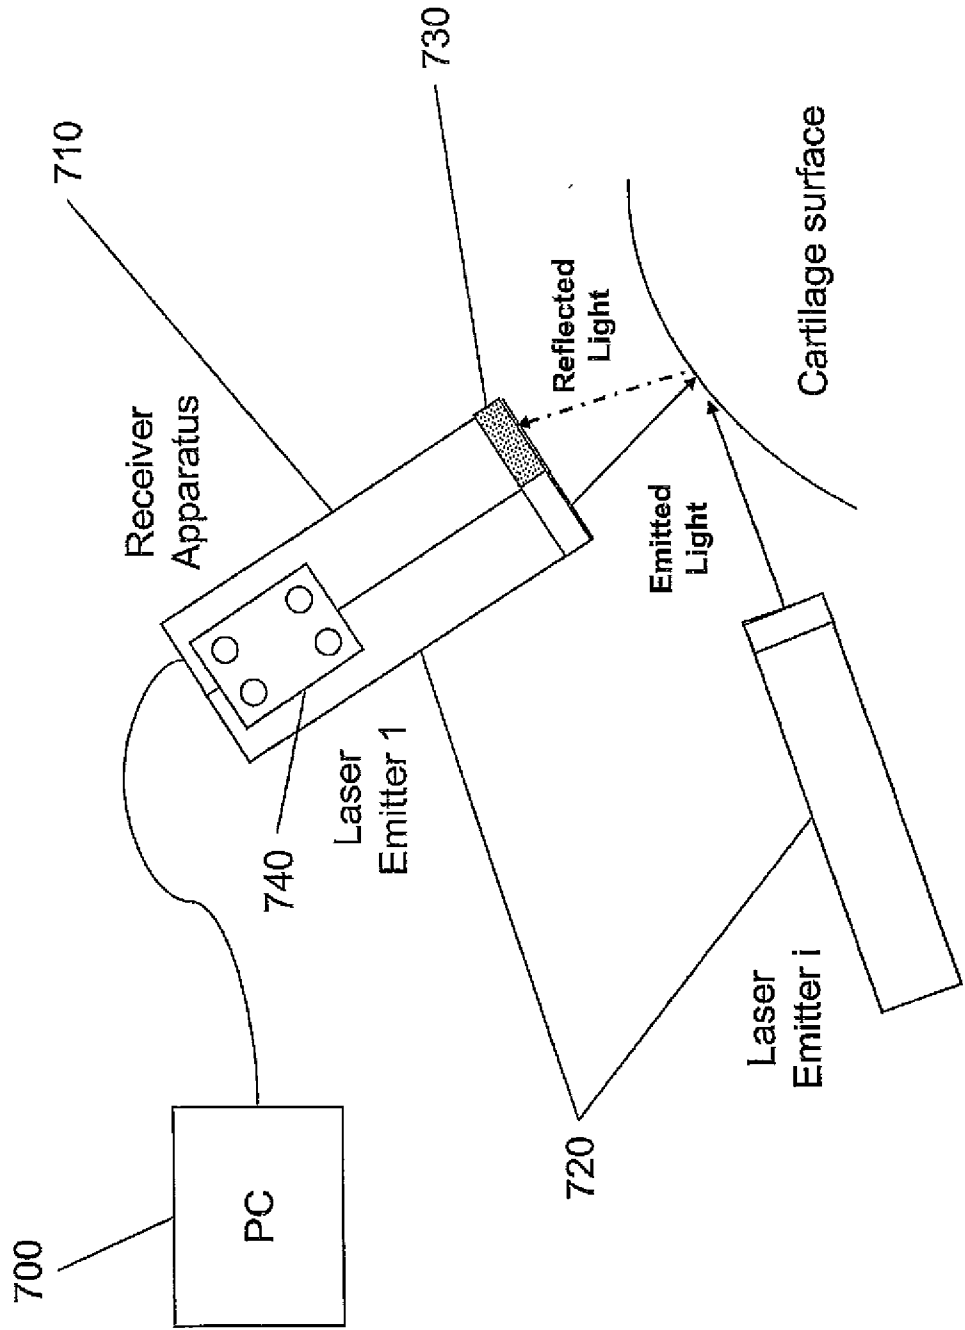 700
PC
710
Receiver
Apparatus
730
740
Laser
Emitter 1
Reflected
Light
Emitted
Light
Cartilage surface
720
Laser
Emitter i